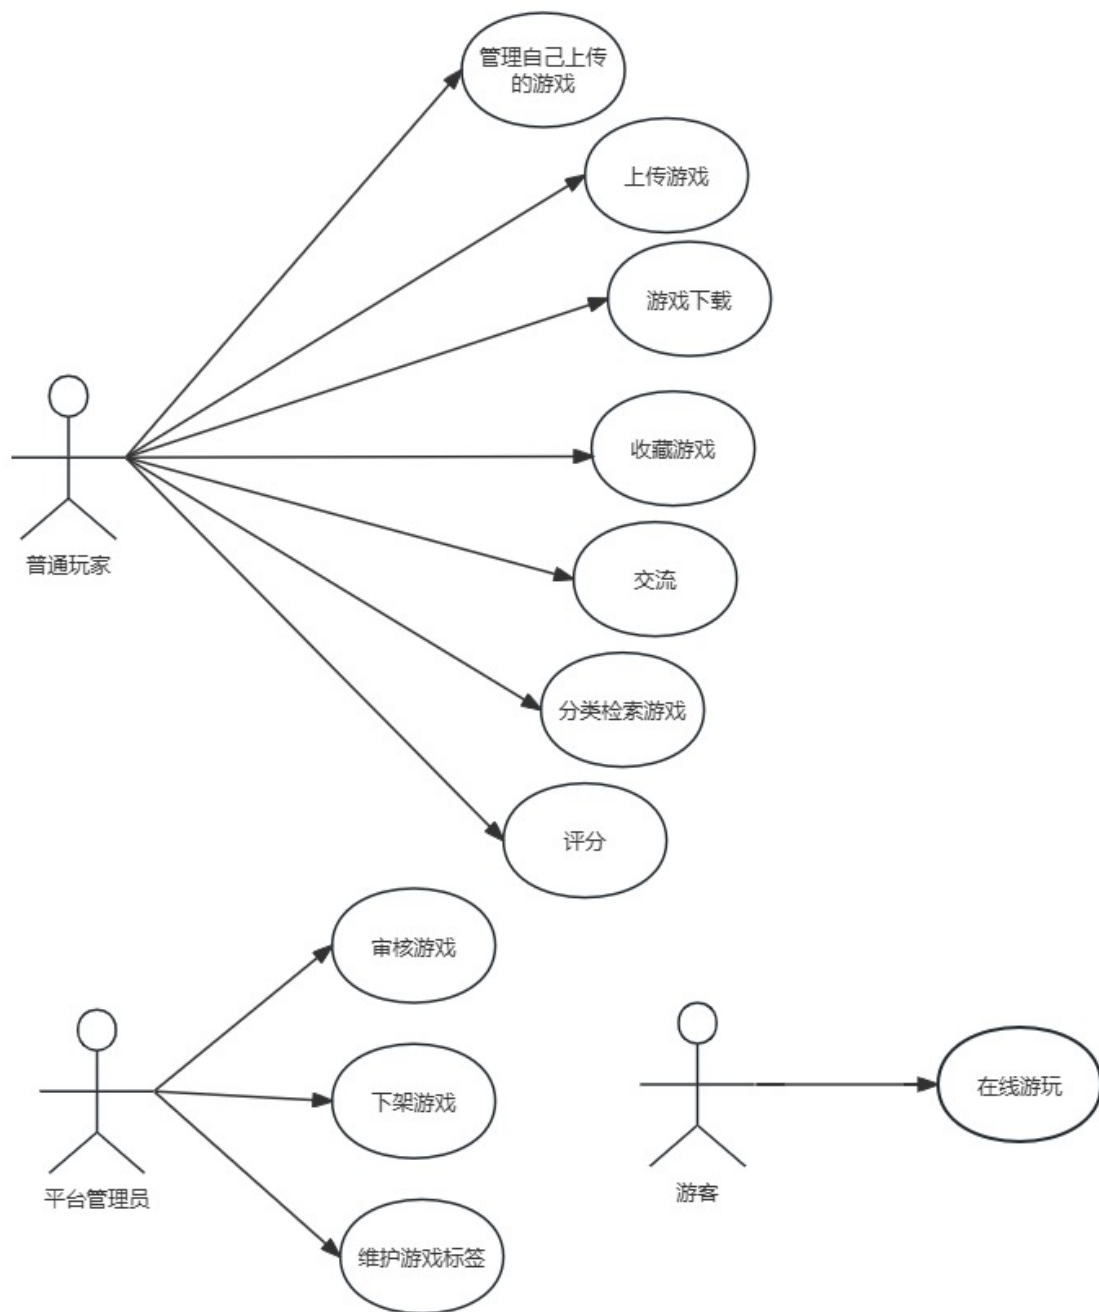 管理自己上传
的游戏
上传游戏
游戏下载
收藏游戏
普通玩家
交流
分类检索游戏
评分
审核游戏
下架游戏
在线游玩
平台管理员
游客
维护游戏标签